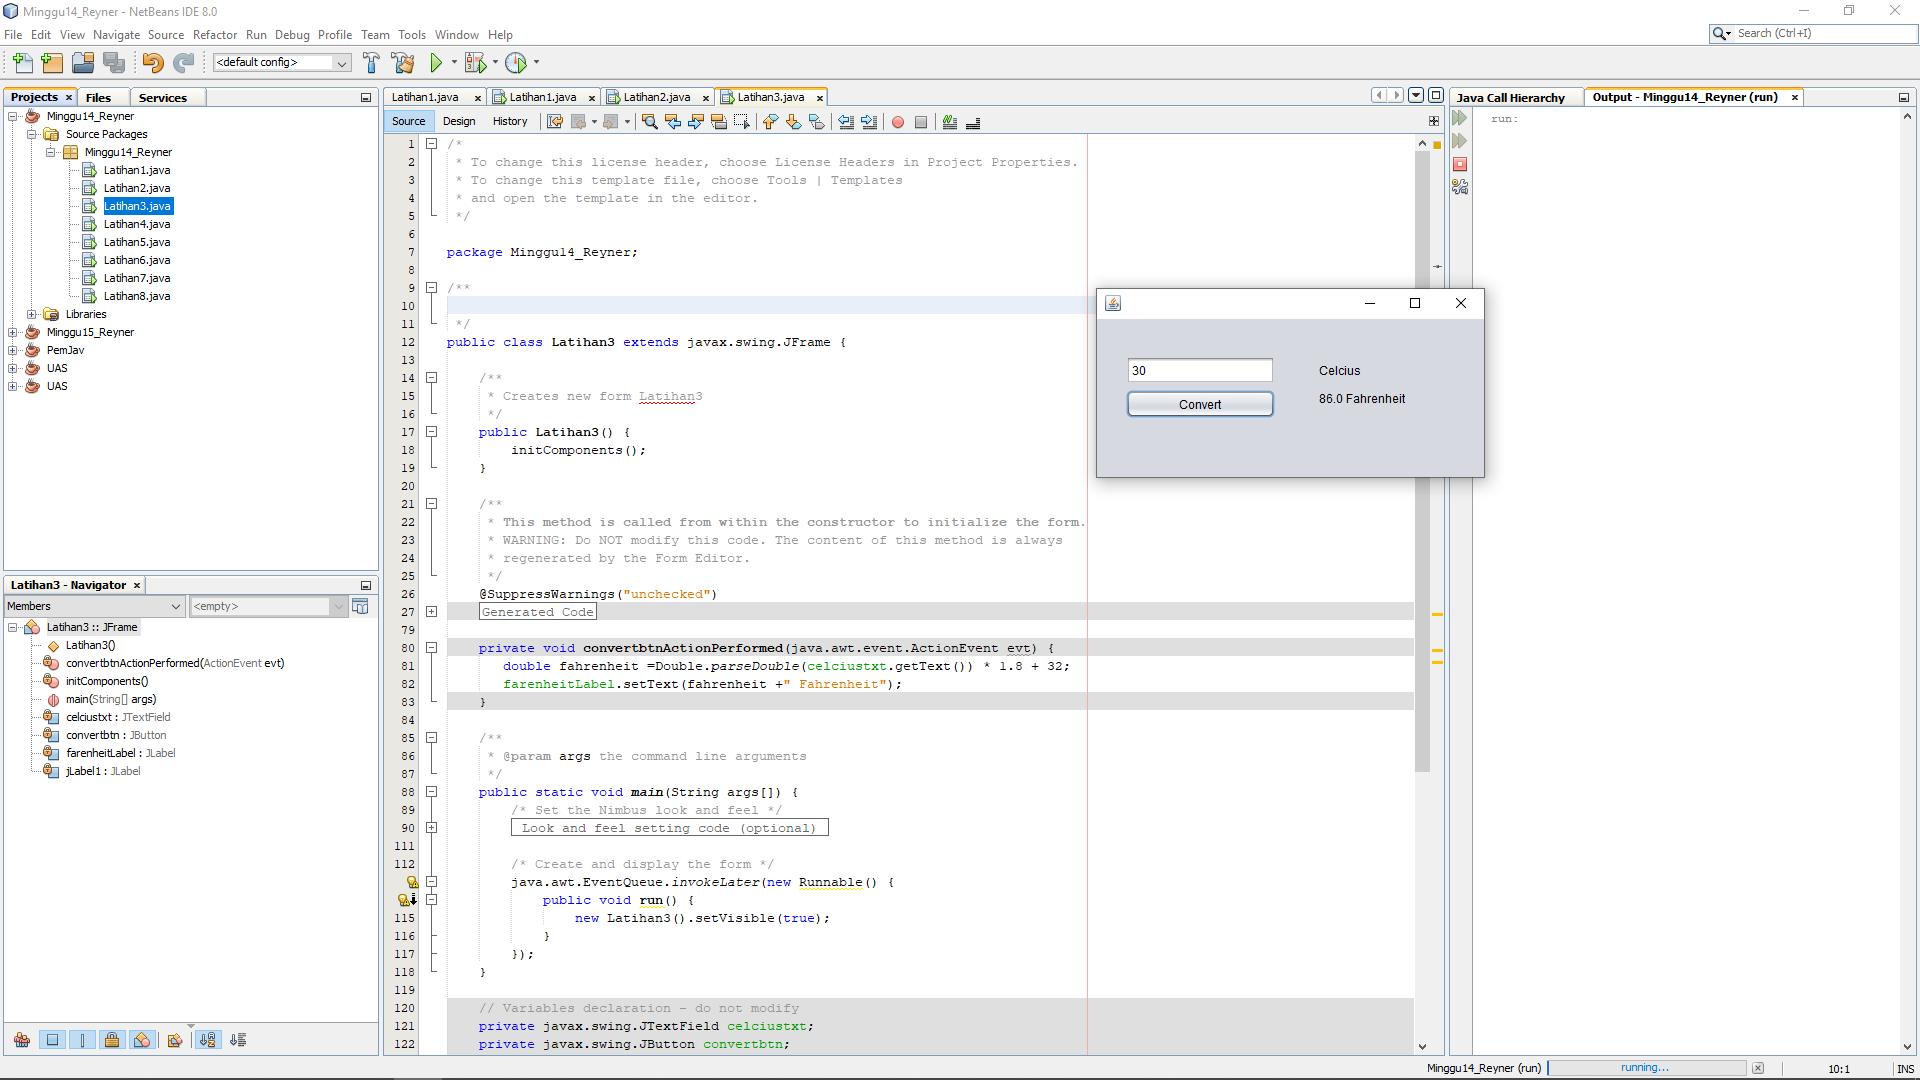 Minggu14_Reyner - NetBeans IDE 8.0
File Edit View Navigate Source Refactor Run Debug Profile Team Tools Window Help
Search (Ctrl+I)
<default config>
Projects Files Services
Minggu14_Reyner
Source Packages
Minggu14_Reyner
Latihan1.java
Latihan2.java
Latihan3.java
Latihan4.java
Latihan5.java
Latihan6.java
Latihan7.java
Latihan8.java
Libraries
Minggu15_Reyner
PemJav
UAS
UAS
Latihan3 - Navigator
Members <empty>
Latihan3 :: JFrame
Latihan3()
convertbtnActionPerformed(ActionEvent evt)
initComponents()
main(String[] args)
celciustxt : JTextField
convertbtn : JButton
farenheitLabel : JLabel
jLabel1 : JLabel
Latihan1.java Latihan1.java Latihan2.java Latihan3.java
Source Design History
1 /*
2 * To change this license header, choose License Headers in Project Properties.
3 * To change this template file, choose Tools | Templates
4 * and open the template in the editor.
5 */
6
7 package Minggu14_Reyner;
8
9 /**
10
11 */
12 public class Latihan3 extends javax.swing.JFrame {
13
14 /**
15 * Creates new form Latihan3
16 */
17 public Latihan3() {
18 initComponents();
19 }
20
21 /**
22 * This method is called from within the constructor to initialize the form.
23 * WARNING: Do NOT modify this code. The content of this method is always
24 * regenerated by the Form Editor.
25 */
26 @SuppressWarnings("unchecked")
27 Generated Code
79
80 private void convertbtnActionPerformed(java.awt.event.ActionEvent evt) {
81 double fahrenheit =Double.parseDouble(celciustxt.getText()) * 1.8 + 32;
82 farenheitLabel.setText(fahrenheit +" Fahrenheit");
83 }
84
85 /**
86 * @param args the command line arguments
87 */
88 public static void main(String args[]) {
89 /* Set the Nimbus look and feel */
90 Look and feel setting code (optional)
111
112 /* Create and display the form */
java.awt.EventQueue.invokeLater(new Runnable() {
public void run() {
115 new Latihan3().setVisible(true);
116 }
117 });
118 }
119
120 // Variables declaration - do not modify
121 private javax.swing.JTextField celciustxt;
122 private javax.swing.JButton convertbtn;
Java Call Hierarchy Output - Minggu14_Reyner (run)
run:
30 Celcius
Convert 86.0 Fahrenheit
Minggu14_Reyner (run) running... 10:1 INS